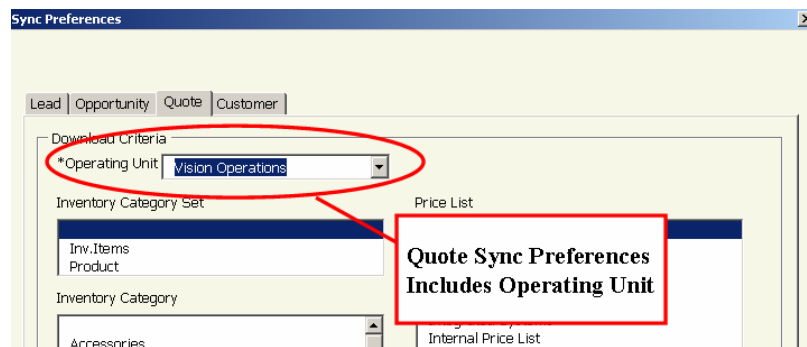 Sync Preferences
Lead Opportunity Quote Customer
Download Criteria
*Operating Unit Vision Operations
Inventory Category Set
Price List
Inv.Items
Product
Quote Sync Preferences
Includes Operating Unit
Inventory Category
Accessories
Internal Price List